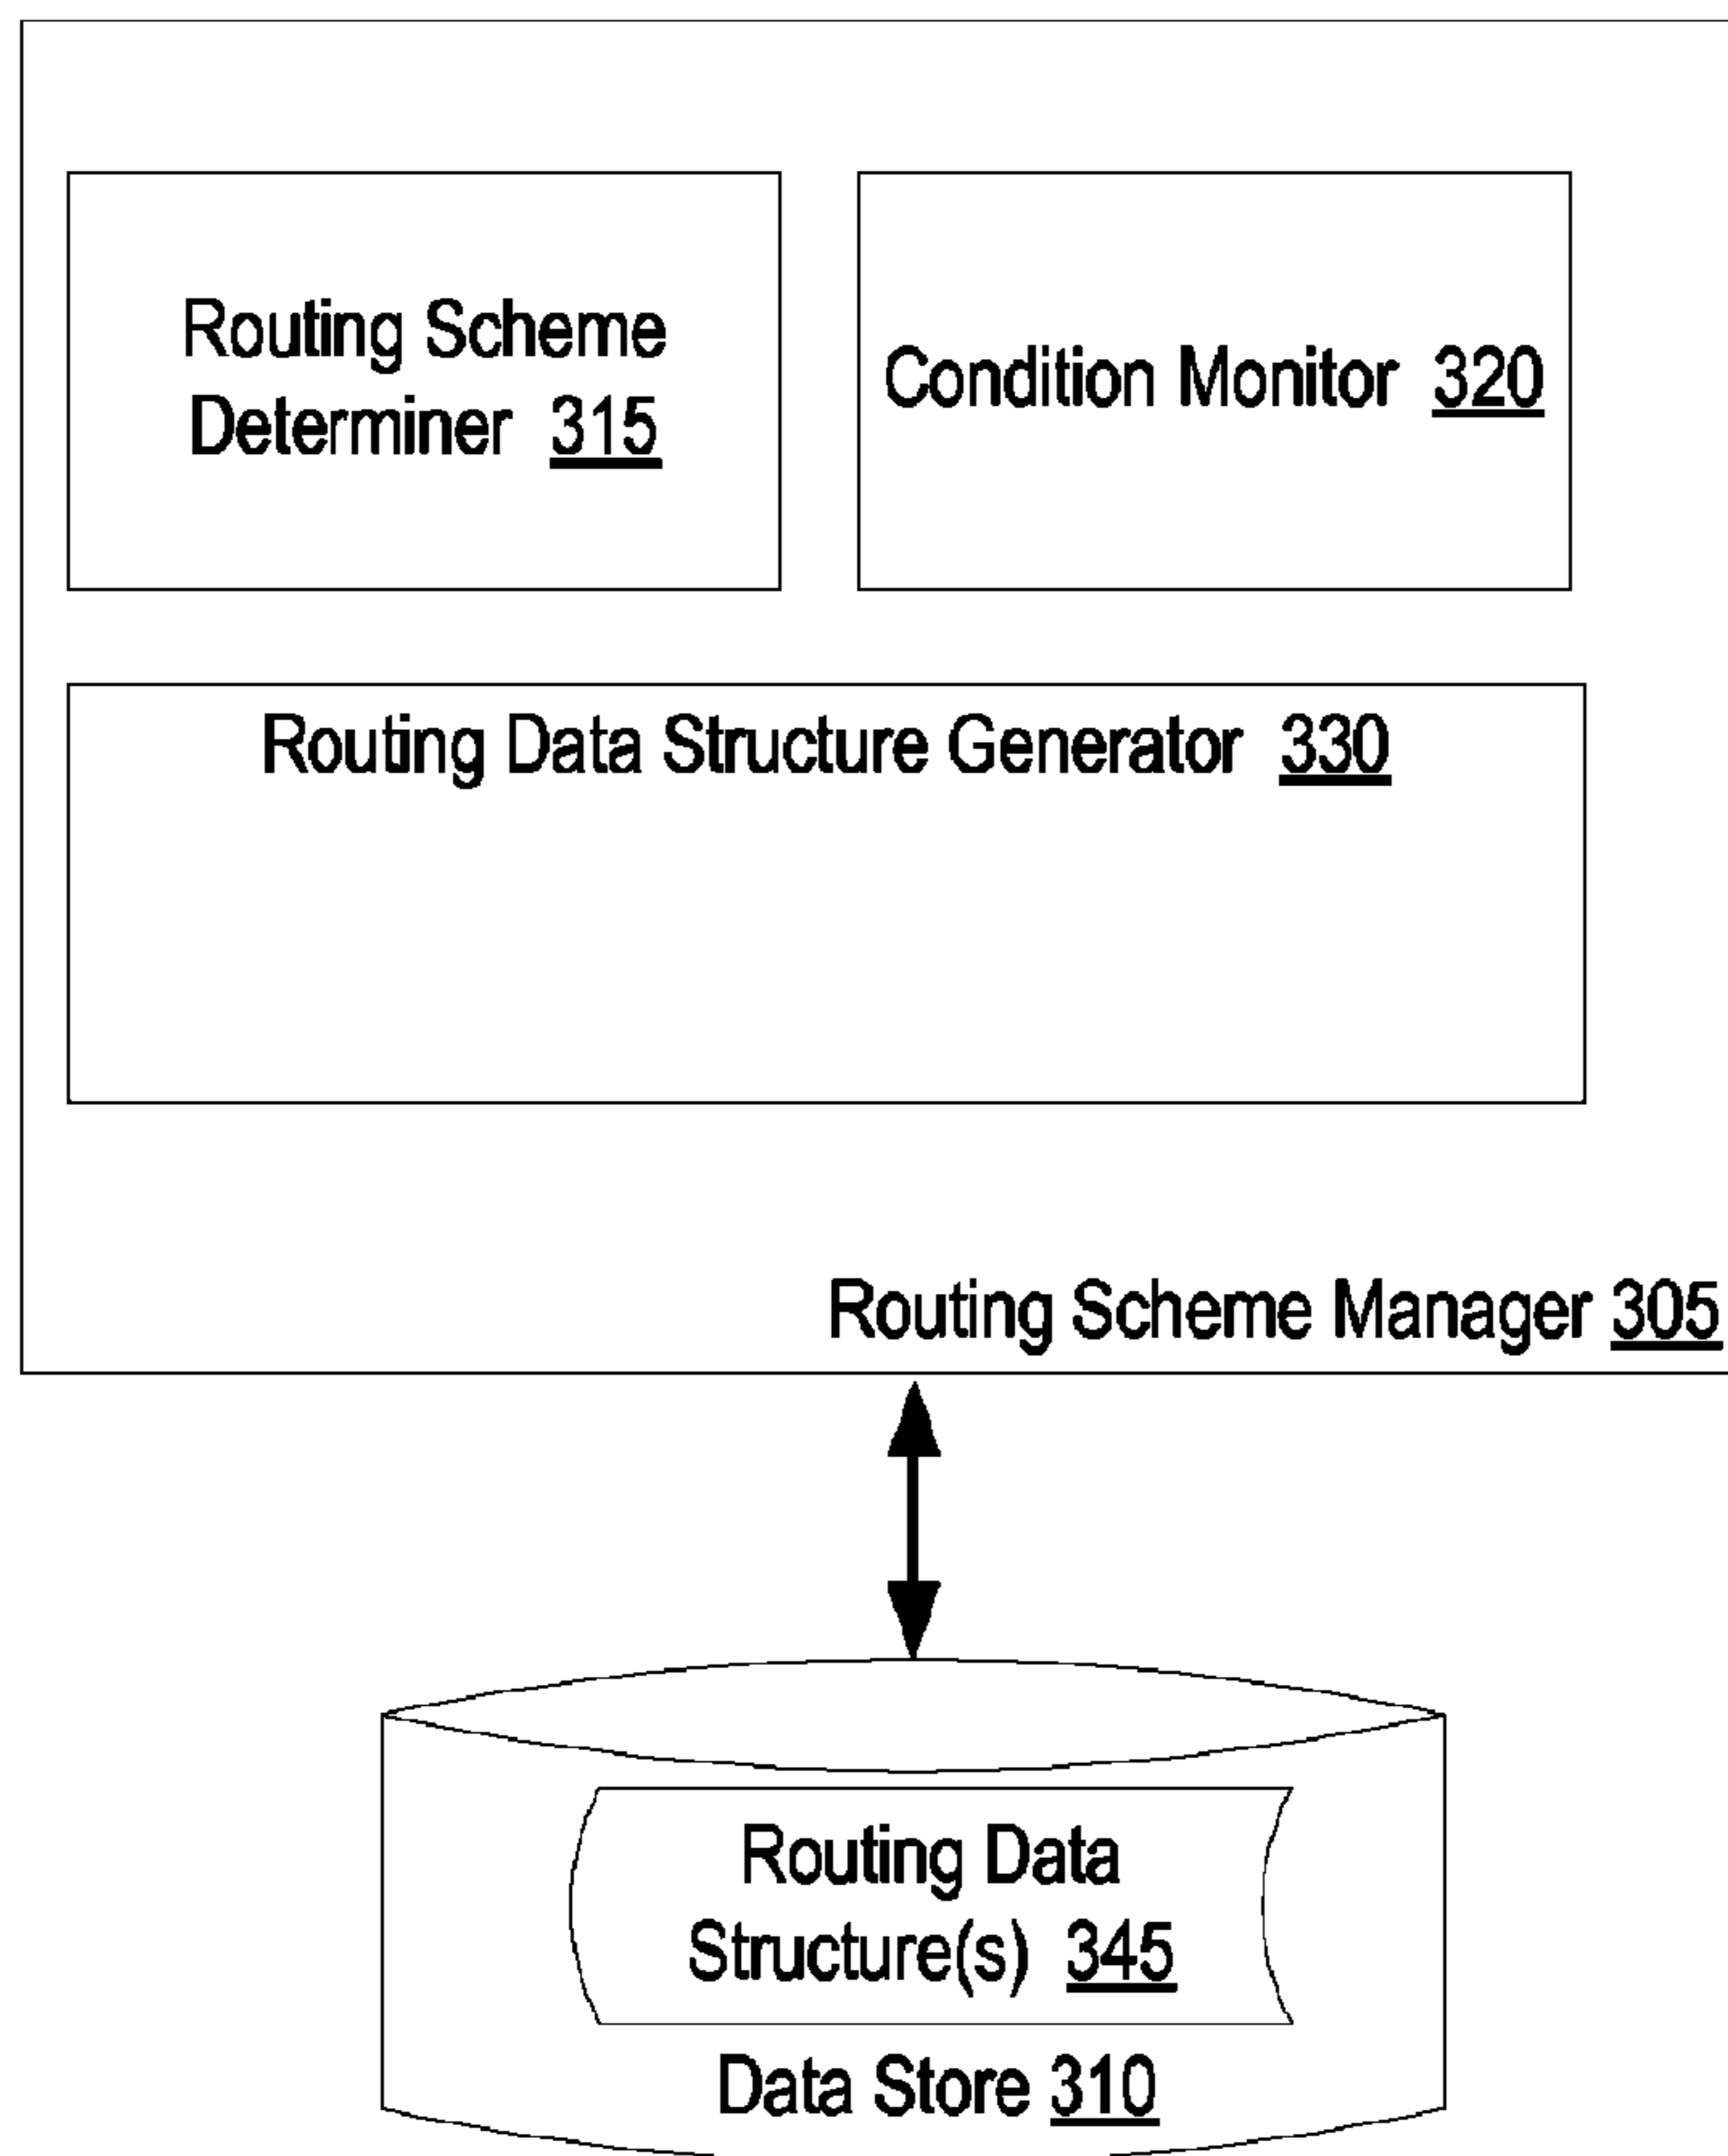 Routing Scheme
Determiner 315
Condition Monitor 320
Routing Data Structure Generator 330
Routing Scheme Manager 305
Routing Data
Structure(s) 345
Data Store 310